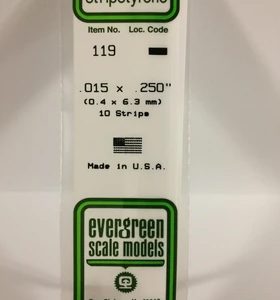 Item No. Loc. Code
119
.015 x .250"
(0.4 x 6.3 mm)
10 Strips
Made in U.S.A.
evergreen
scale models